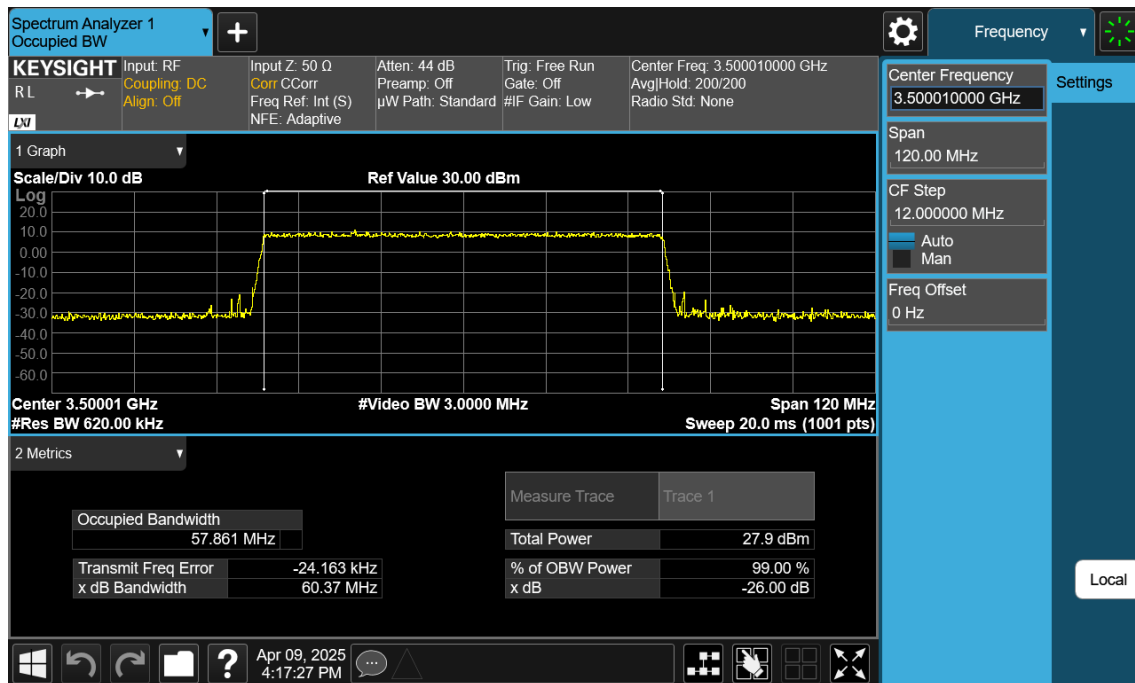 Spectrum Analyzer 1
Occupied BW
+
Frequency
KEYSIGHT
R L
LXI
Input: RF
Coupling: DC
Align: Off
Input Z: 50 Ω
Corr CCorr
Freq Ref: Int (S)
NFE: Adaptive
Atten: 44 dB
Preamp: Off
µW Path: Standard
Trig: Free Run
Gate: Off
#IF Gain: Low
Center Freq: 3.500010000 GHz
Avg|Hold: 200/200
Radio Std: None
1 Graph
Scale/Div 10.0 dB
Ref Value 30.00 dBm
Log
20.0
10.0
0.00
-10.0
-20.0
-30.0
-40.0
-50.0
-60.0
Center 3.50001 GHz
#Video BW 3.0000 MHz
Span 120 MHz
#Res BW 620.00 kHz
Sweep 20.0 ms (1001 pts)
2 Metrics
Measure Trace Trace 1
Occupied Bandwidth
57.861 MHz
Total Power 27.9 dBm
Transmit Freq Error -24.163 kHz
% of OBW Power 99.00 %
x dB Bandwidth 60.37 MHz
x dB -26.00 dB
Center Frequency
3.500010000 GHz
Settings
Span
120.00 MHz
CF Step
12.000000 MHz
Auto
Man
Freq Offset
0 Hz
Local
?
Apr 09, 2025
4:17:27 PM